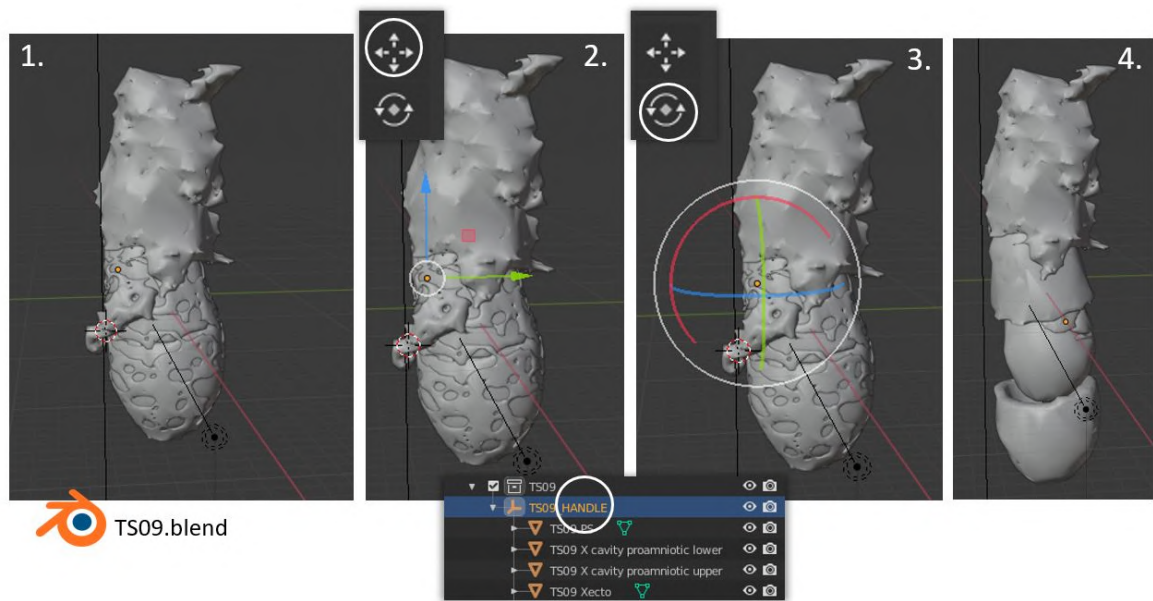 1.
2.
3.
4.
TS09.blend
TS09
TS09 HANDLE
TS09 PS
TS09 X cavity proamniotic lower
TS09 X cavity proamniotic upper
TS09 Xecto